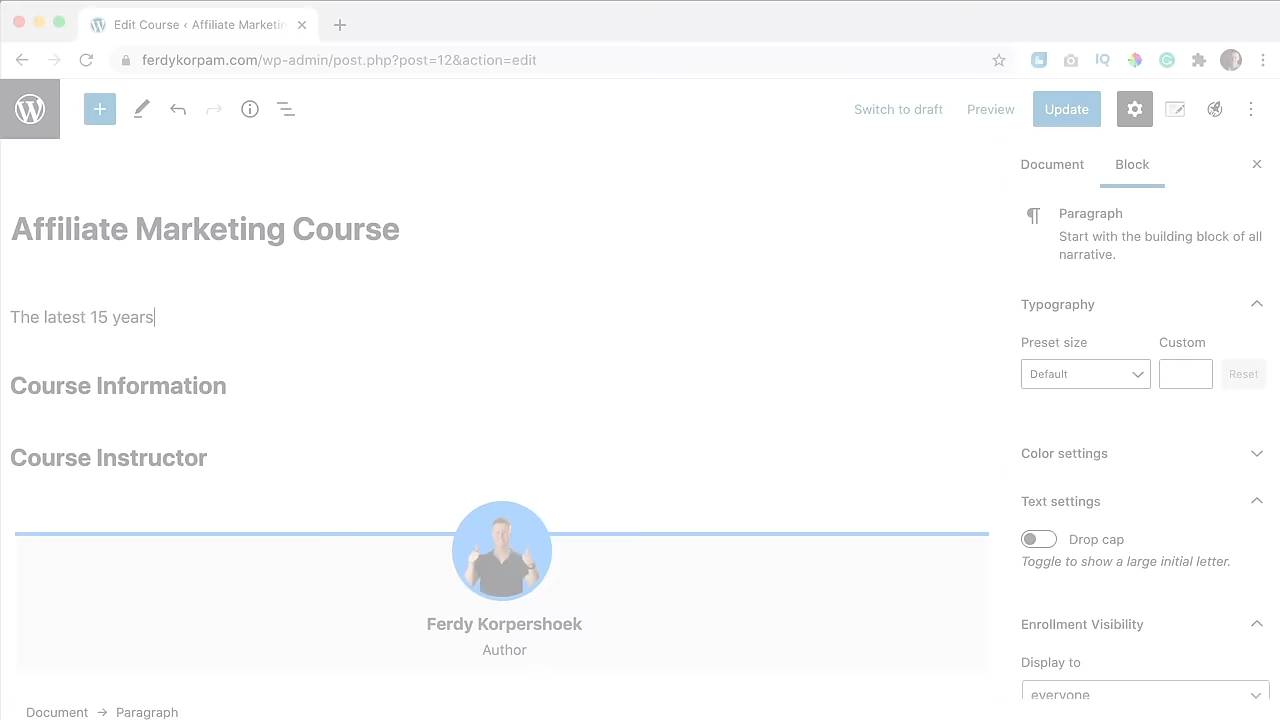 Edit Course ‹ Affiliate Marketin
ferdykorpam.com/wp-admin/post.php?post=12&action=edit
IQ
Switch to draft
Preview
Update
Document
Block
Affiliate Marketing Course
Paragraph
Start with the building block of all
narrative.
The latest 15 years
Typography
Preset size
Custom
Default
Reset
Course Information
Course Instructor
Color settings
Text settings
Drop cap
Toggle to show a large initial letter.
Ferdy Korpershoek
Author
Enrollment Visibility
Display to
everyone
Document → Paragraph